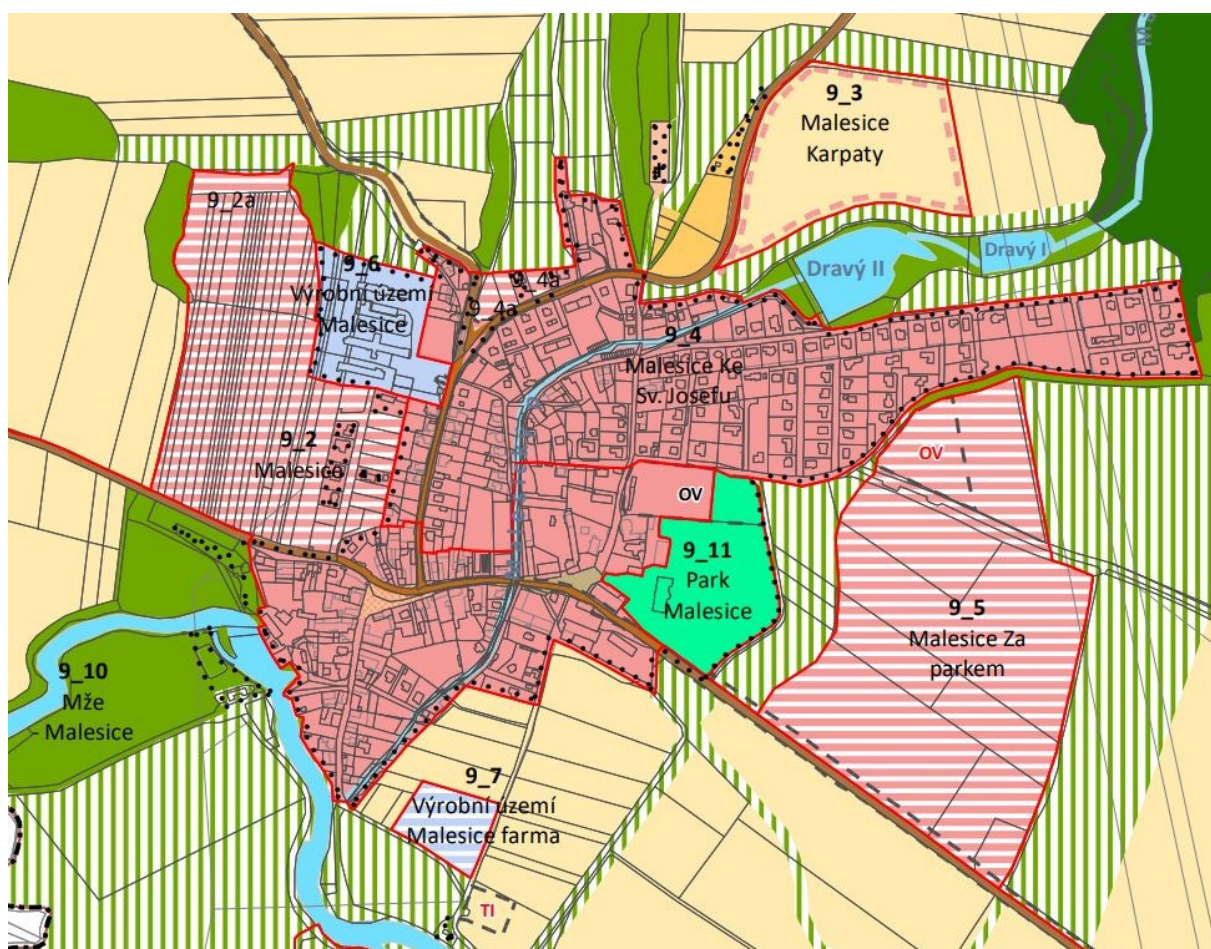 9_3
Malesice
Karpaty
9_2a
Dravý I
Dravý II
9_6
Výrobní území
Malesice
9_4a
9_4a
9_4
Malesice Ke
Sv. Josefu
9_2
Malesice
OV
OV
9_11
Park
Malesice
9_5
Malesice Za
parkem
9_10
Mže
- Malesice
9_7
Výrobní území
Malesice farma
TI